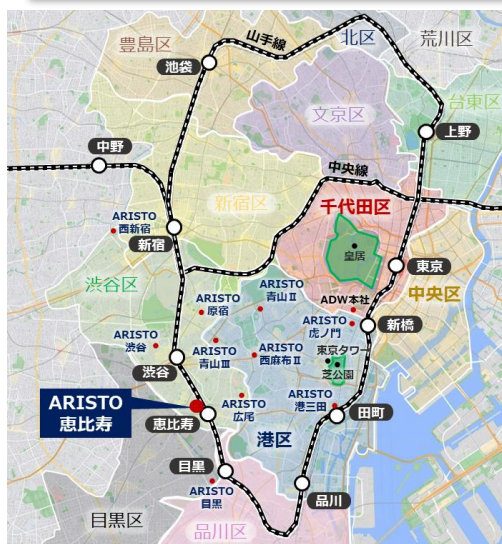 豊島区
山手線
北区
荒川区
池袋
文京区
台東区
上野
中野
中央線
千代田区
ARISTO
西新宿
新宿区
新宿
皇居
東京
渋谷区
ARISTO
青山Ⅱ
ADW本社
中央区
ARISTO
原宿
ARISTO
虎ノ門
新橋
ARISTO
渋谷
ARISTO
青山Ⅲ
ARISTO
西麻布Ⅱ
東京タワー
芝公園
渋谷
ARISTO
恵比寿
ARISTO
広尾
ARISTO
港三田
田町
恵比寿
港区
目黒
ARISTO
目黒
品川
目黒区
品川区